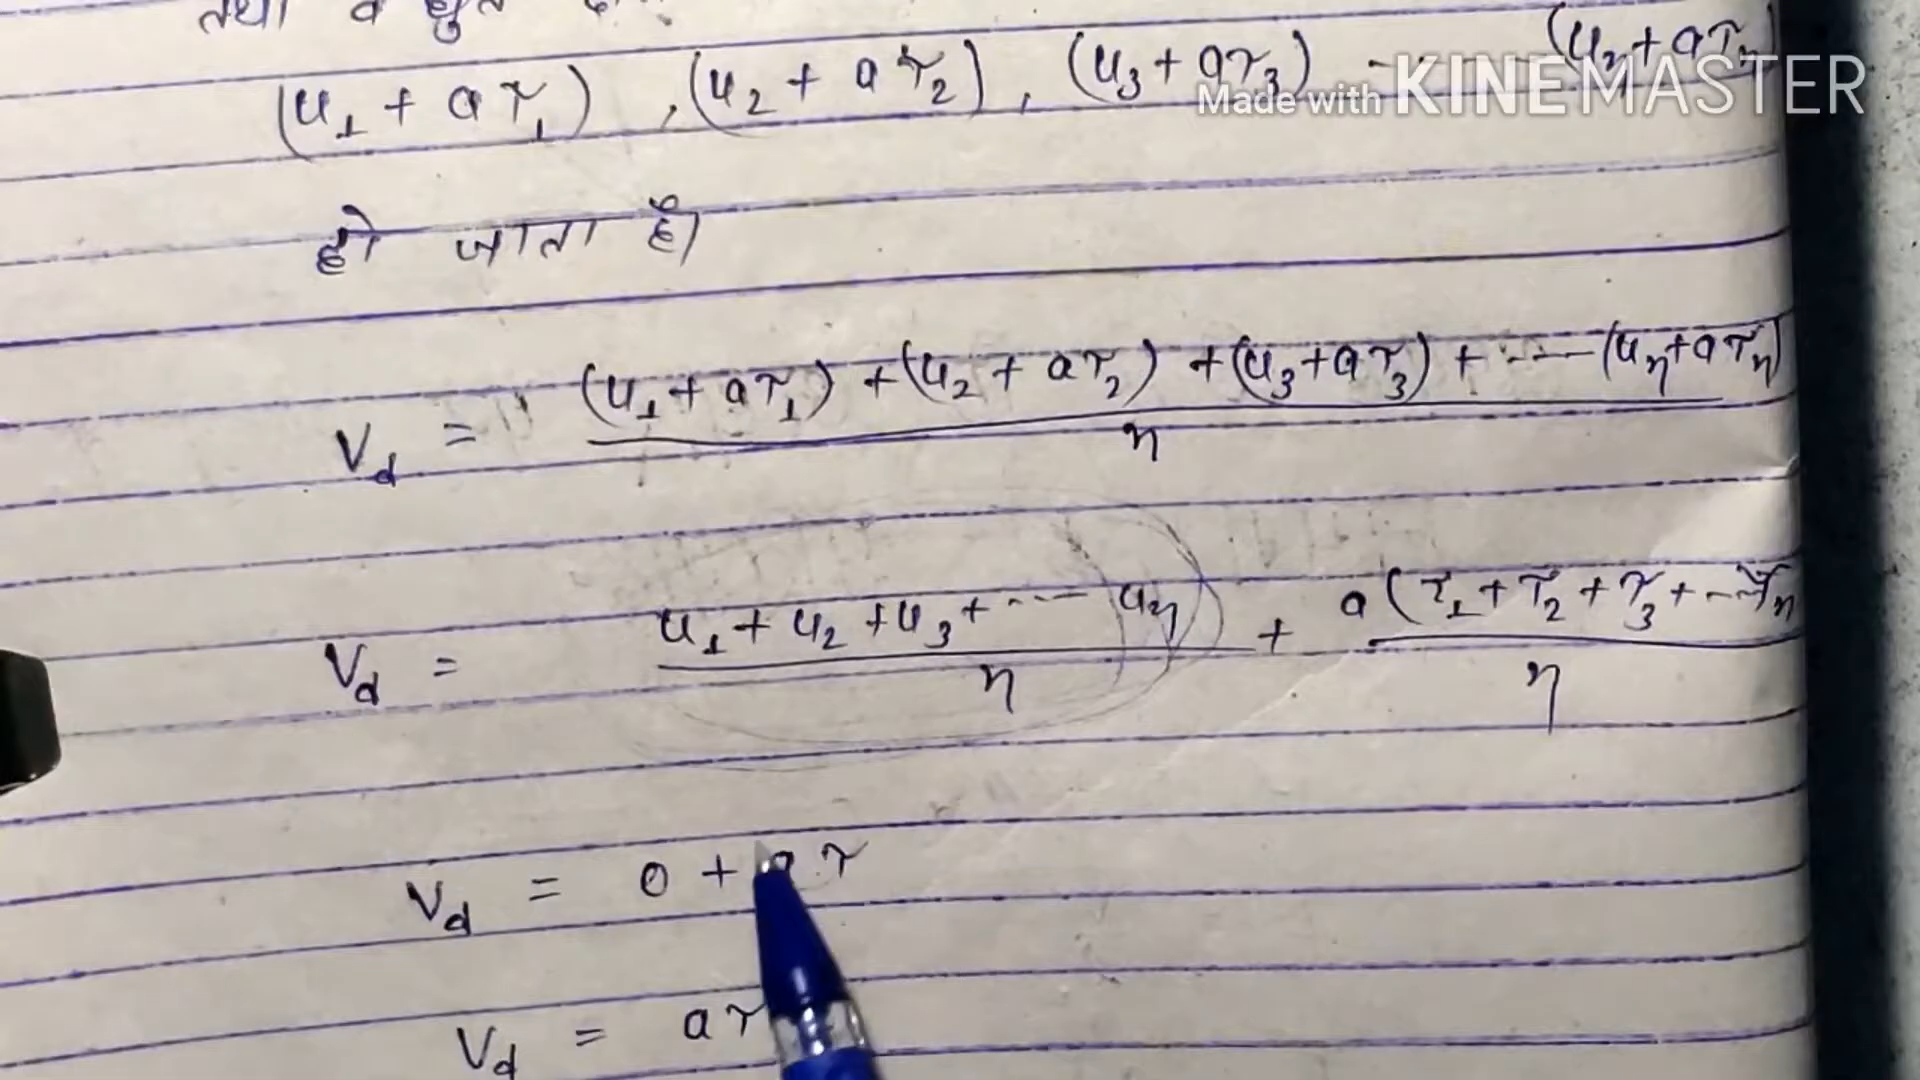 तथा
(u₁ + aτ₁), (u₂ + aτ₂), (u₃ + aτ₃) --- (uₙ + aτₙ)
Made with KINEMASTER
हो जाता है।
V_d = (u₁ + aτ₁) + (u₂ + aτ₂) + (u₃ + aτ₃) + ---- (uₙ + aτₙ) / n
V_d = u₁ + u₂ + u₃ + ---- uₙ / n + a(τ₁ + τ₂ + τ₃ + --- τₙ / n
V_d = 0 + aτ
V_d = aτ